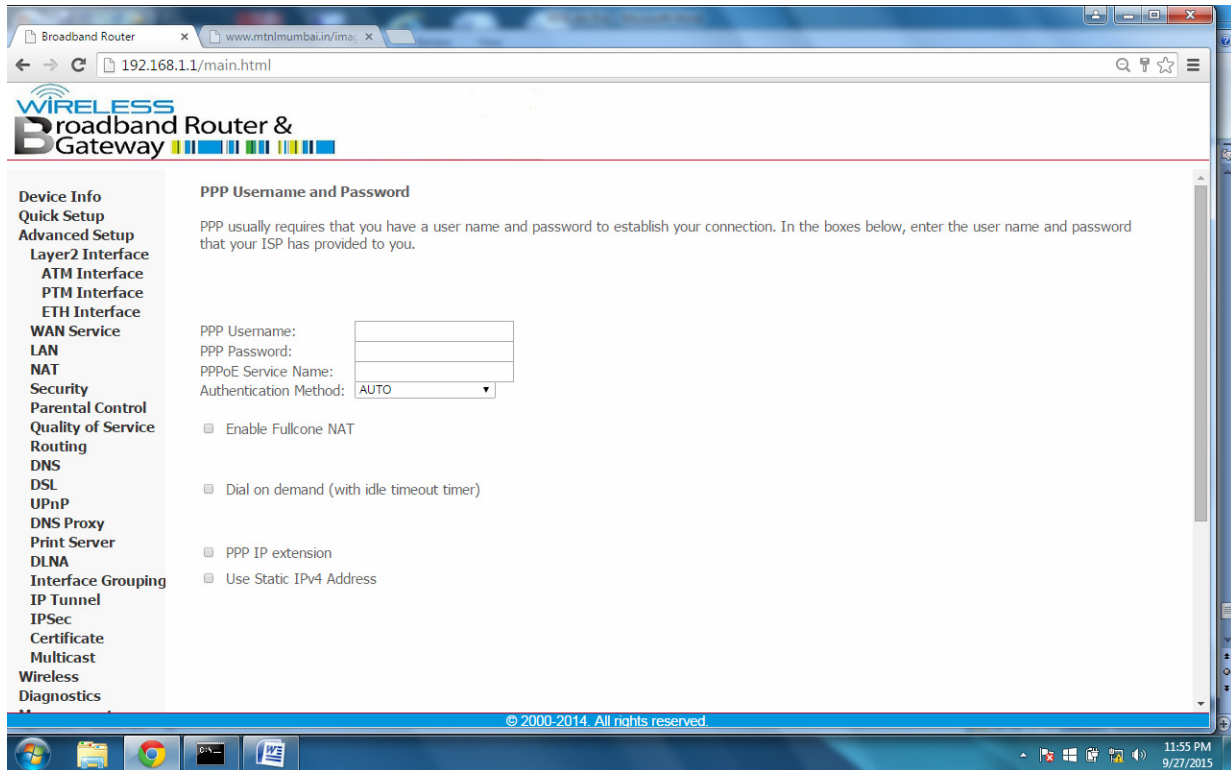 Broadband Router
www.mtnlmumbai.in/imag
192.168.1.1/main.html
WIRELESS
Broadband Router &
Gateway
Device Info
Quick Setup
Advanced Setup
Layer2 Interface
ATM Interface
PTM Interface
ETH Interface
WAN Service
LAN
NAT
Security
Parental Control
Quality of Service
Routing
DNS
DSL
UPnP
DNS Proxy
Print Server
DLNA
Interface Grouping
IP Tunnel
IPSec
Certificate
Multicast
Wireless
Diagnostics
PPP Username and Password
PPP usually requires that you have a user name and password to establish your connection. In the boxes below, enter the user name and password
that your ISP has provided to you.
PPP Username:
PPP Password:
PPPoE Service Name:
Authentication Method: AUTO
Enable Fullcone NAT
Dial on demand (with idle timeout timer)
PPP IP extension
Use Static IPv4 Address
© 2000-2014. All rights reserved.
C:\_
W
11:55 PM
9/27/2015